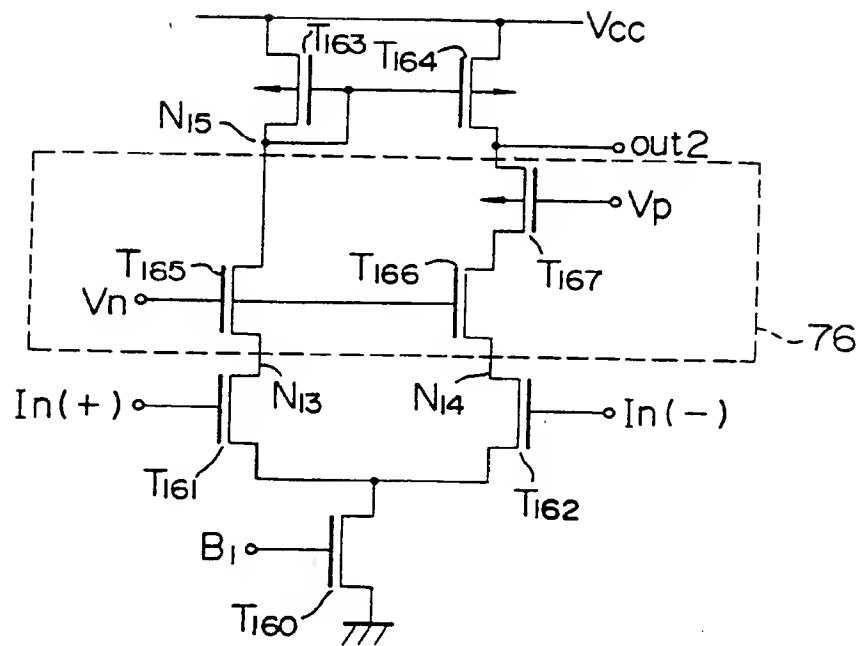 Vcc
T163
T164
N15
out2
Vp
T165
T166
T167
Vn
76
N13
N14
In(+)
In(-)
T161
T162
B1
T160